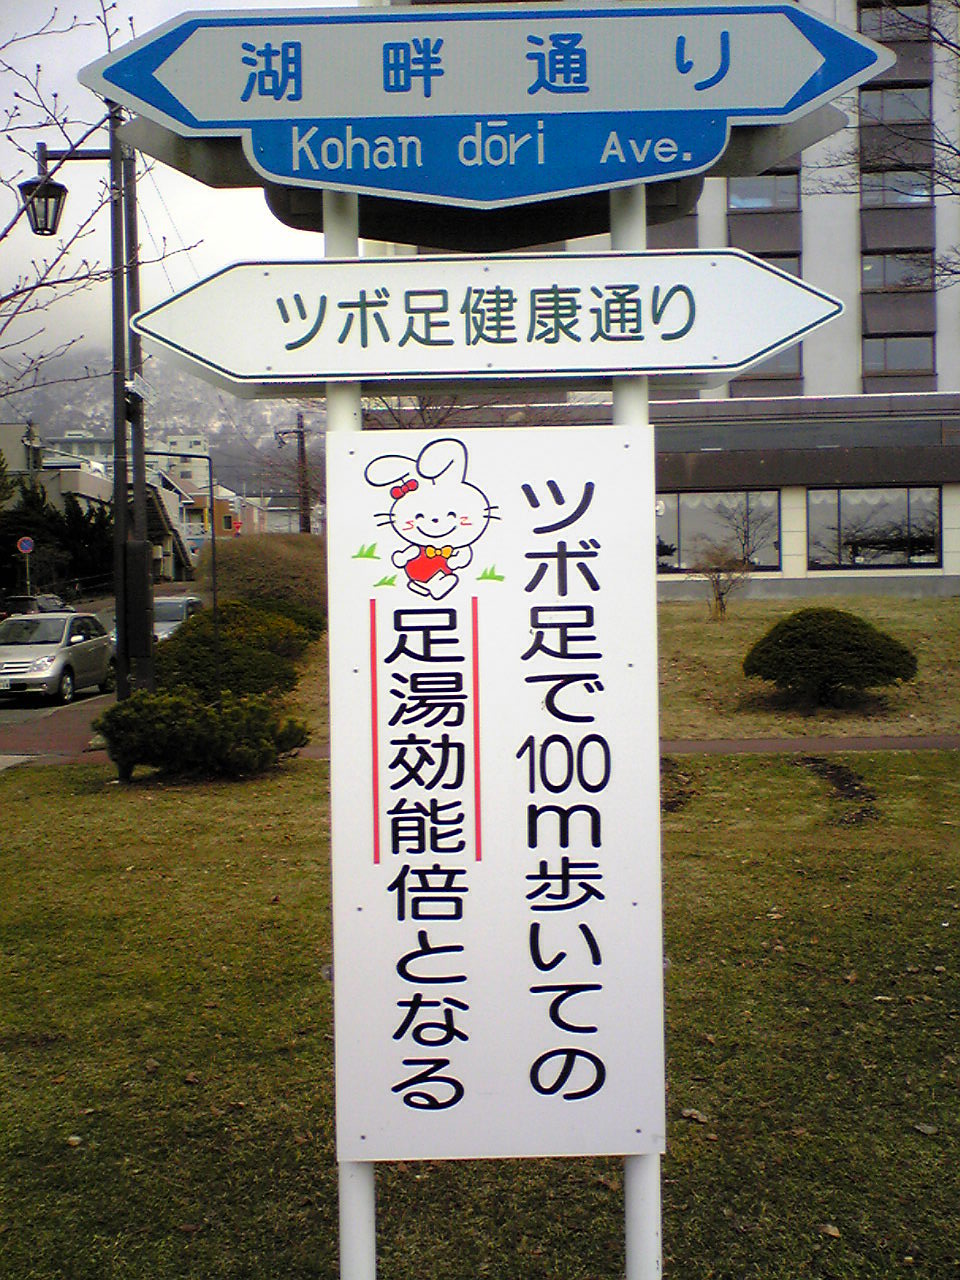 湖畔通り
Kohan dōri Ave.
ツボ足健康通り
ツボ足で100m歩いての
足湯効能倍となる